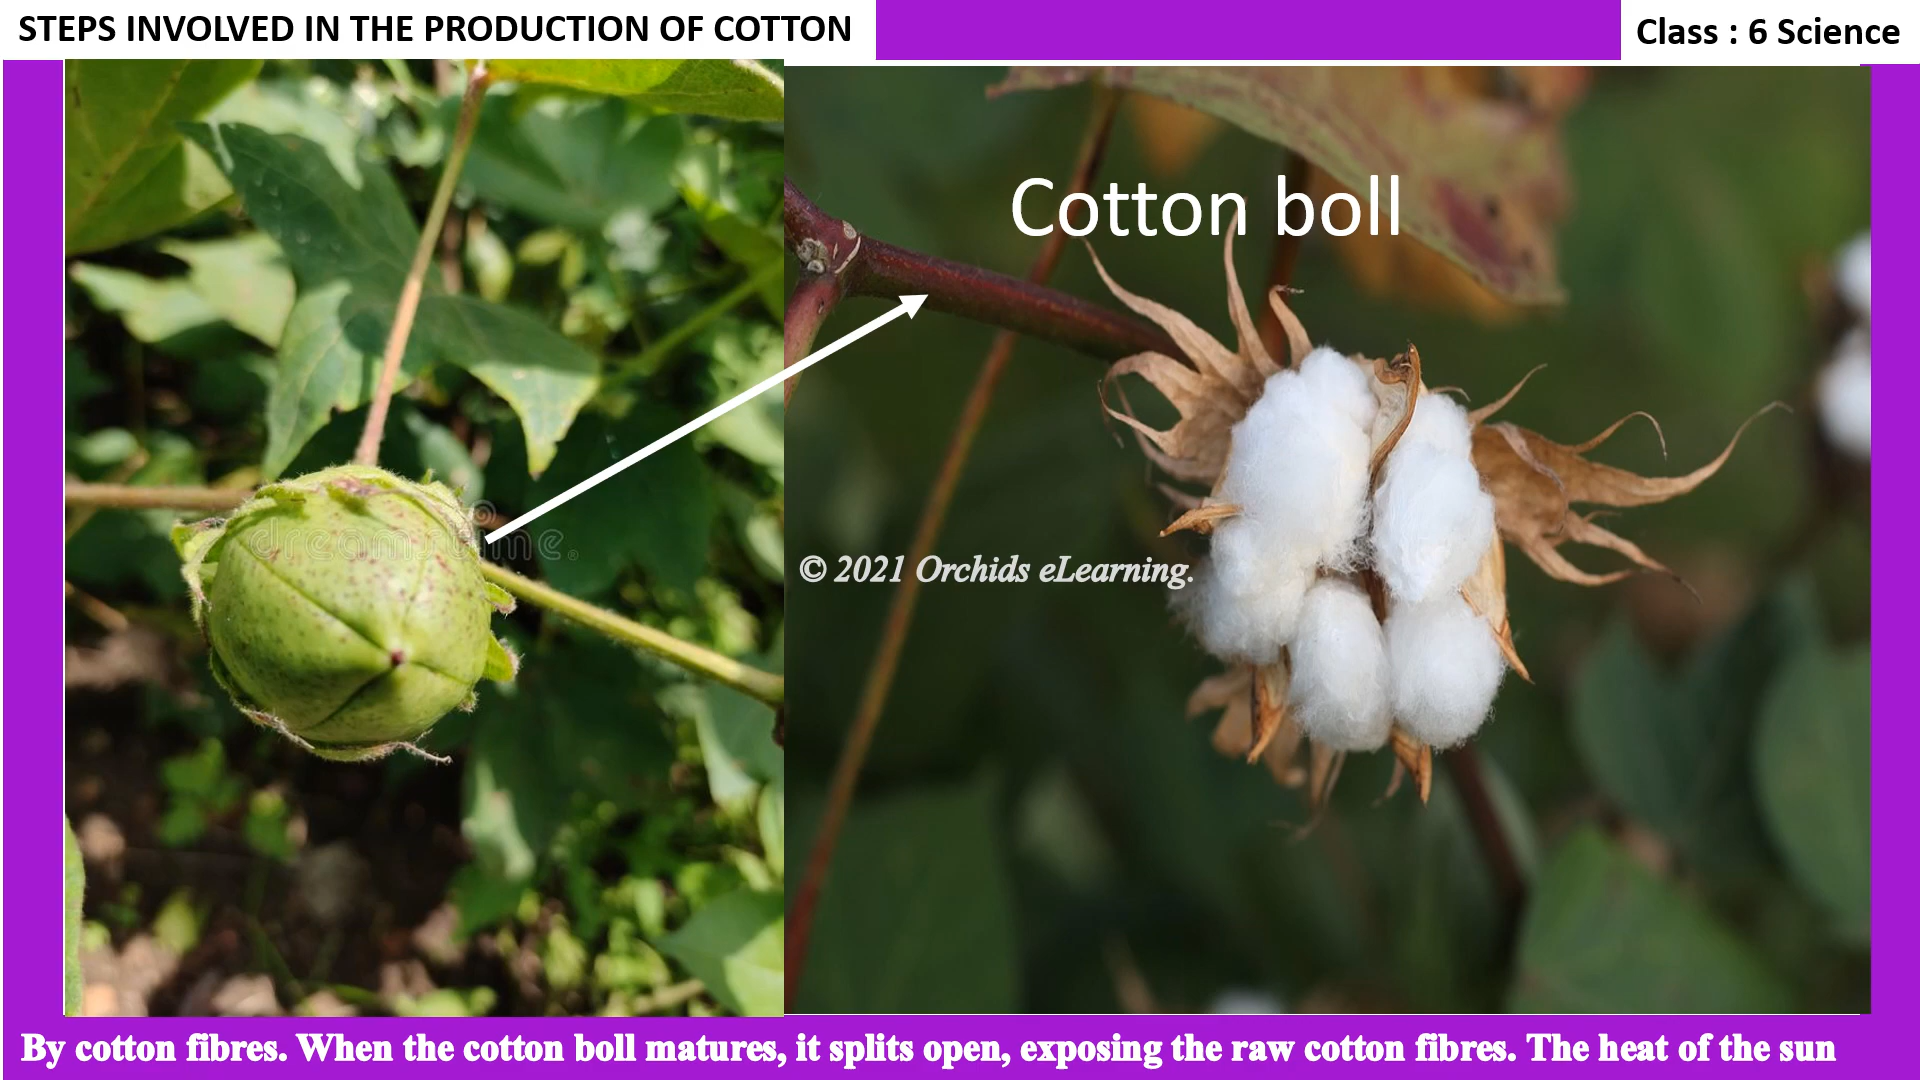 STEPS INVOLVED IN THE PRODUCTION OF COTTON
Class : 6 Science
Cotton boll
dreamstime.
© 2021 Orchids eLearning.
By cotton fibres. When the cotton boll matures, it splits open, exposing the raw cotton fibres. The heat of the sun